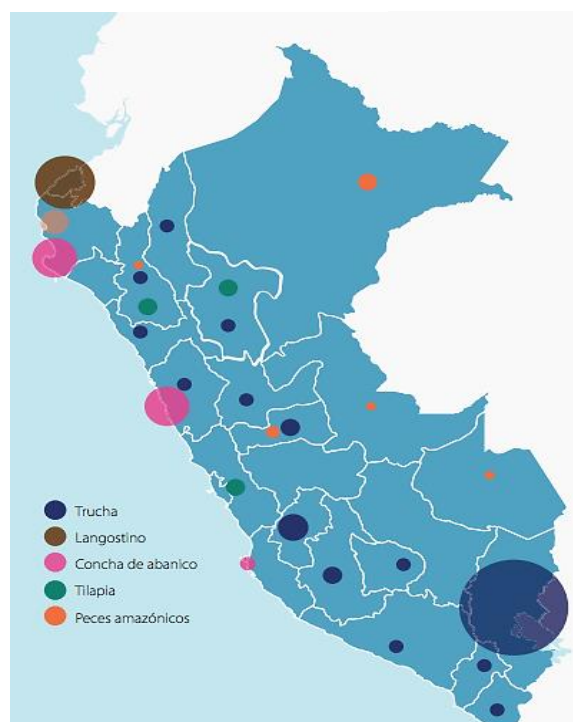 Trucha
Langostino
Concha de abanico
Tilapia
Peces amazónicos